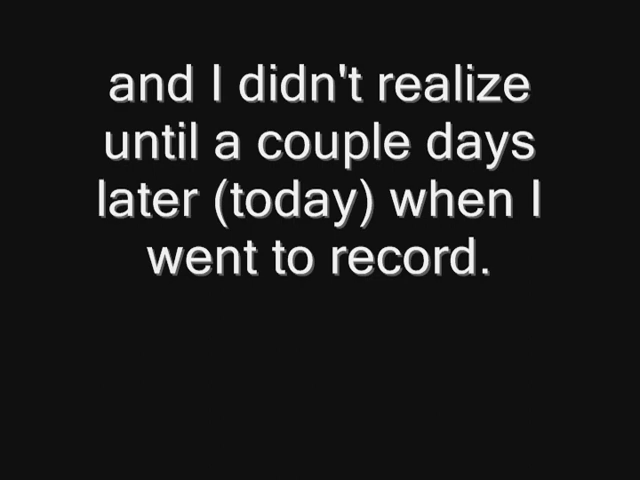 and I didn't realize
until a couple days
later (today) when I
went to record.